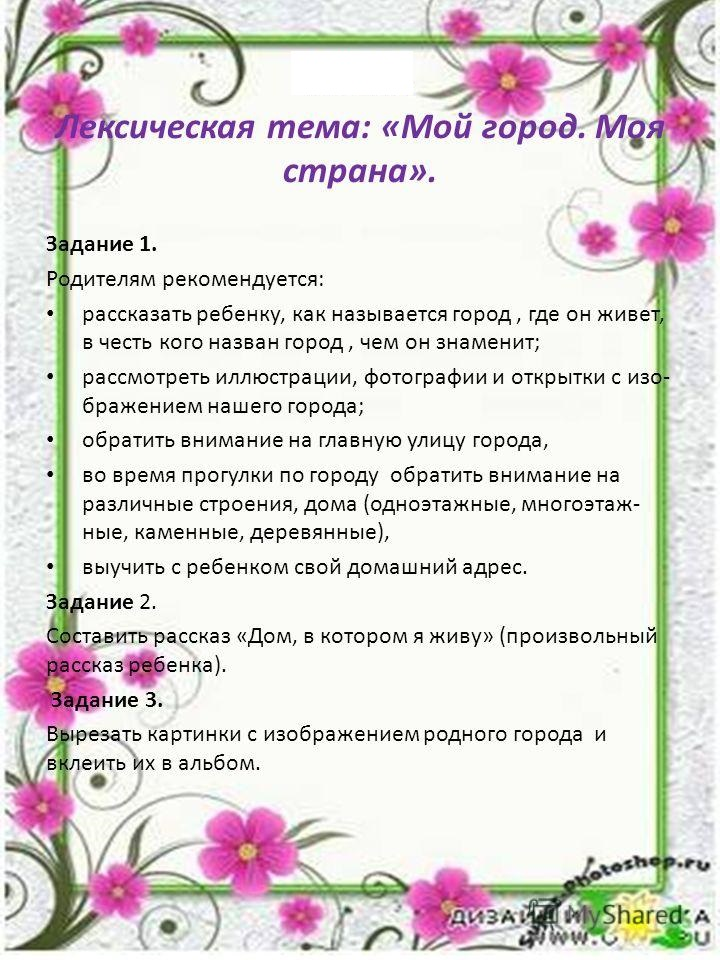 Лексическая тема: «Мой город. Моя
страна».
Задание 1.
Родителям рекомендуется:
• рассказать ребенку, как называется город , где он живет,
в честь кого назван город , чем он знаменит;
• рассмотреть иллюстрации, фотографии и открытки с изо-
бражением нашего города;
• обратить внимание на главную улицу города,
• во время прогулки по городу  обратить внимание на
различные строения, дома (одноэтажные, многоэтаж-
ные, каменные, деревянные),
• выучить с ребенком свой домашний адрес.
Задание 2.
Составить рассказ «Дом, в котором я живу» (произвольный
рассказ ребенка).
Задание 3.
Вырезать картинки с изображением родного города  и
вклеить их в альбом.
Photoshop.ru
ДИЗАЙН
MyShared